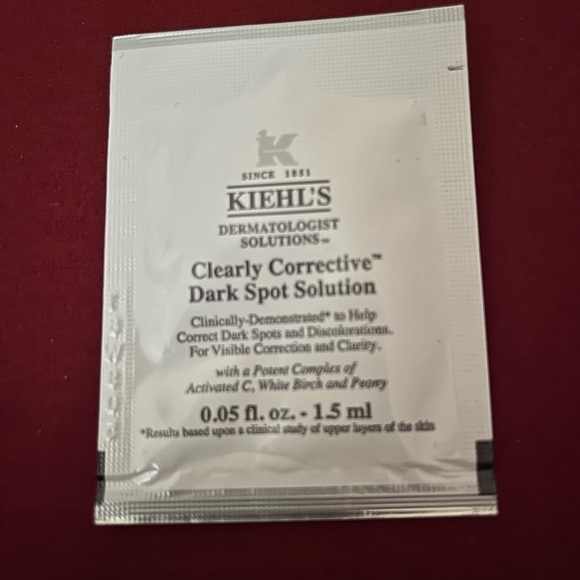 K
SINCE 1851
KIEHL'S
DERMATOLOGIST
SOLUTIONS™
Clearly Corrective™
Dark Spot Solution
Clinically-Demonstrated* to Help
Correct Dark Spots and Discolorations.
For Visible Correction and Clarity.
with a Potent Complex of
Activated C, White Birch and Peony
0.05 fl. oz. - 1.5 ml
*Results based upon a clinical study of upper layers of the skin